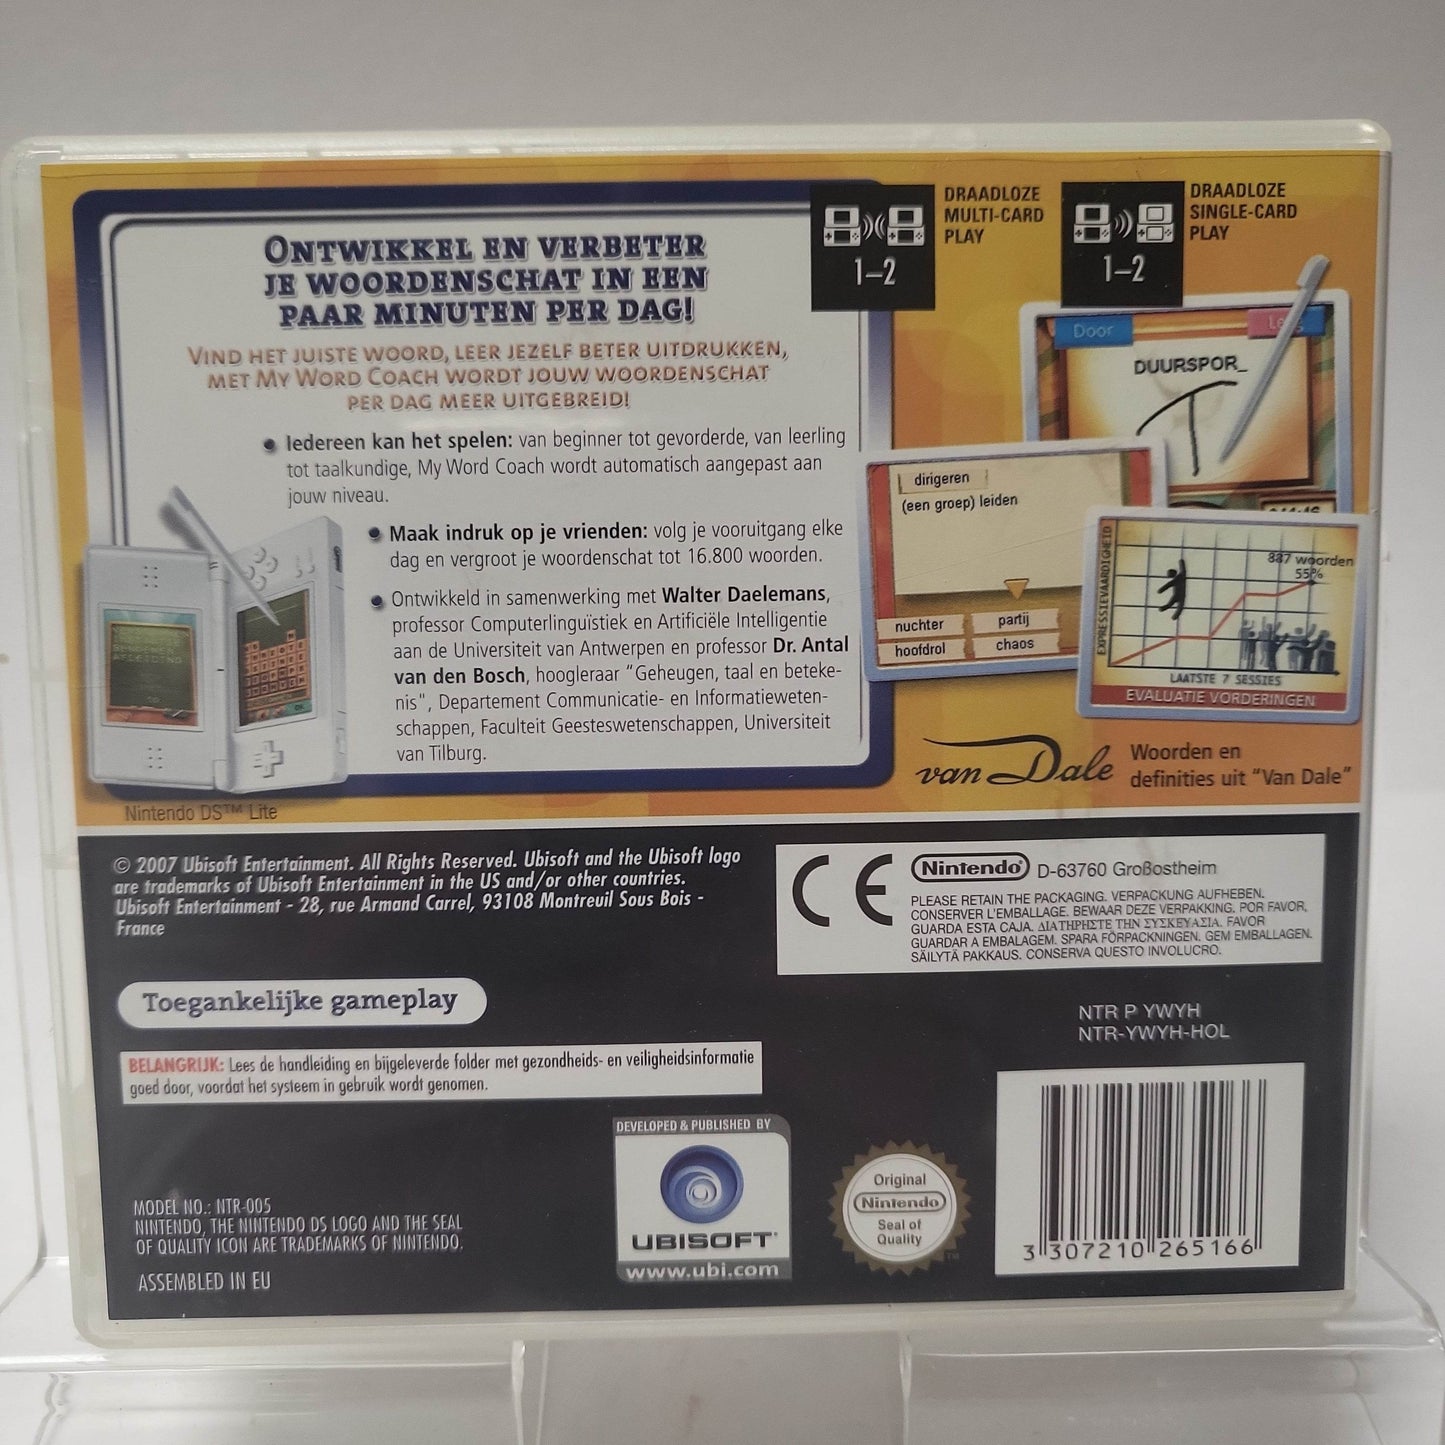 ONTWIKKEL EN VERBETER
JE WOORDENSCHAT IN EEN
PAAR MINUTEN PER DAG!
VIND HET JUISTE WOORD, LEER JEZELF BETER UITDRUKKEN,
MET MY WORD COACH WORDT JOUW WOORDENSCHAT
PER DAG MEER UITGEBREID!
Iedereen kan het spelen: van beginner tot gevorderde, van leerling
tot taalkundige, My Word Coach wordt automatisch aangepast aan
jouw niveau.
Maak indruk op je vrienden: volg je vooruitgang elke
dag en vergroot je woordenschat tot 16.800 woorden.
Ontwikkeld in samenwerking met Walter Daelemans,
professor Computerlinguïstiek en Artificiële Intelligentie
aan de Universiteit van Antwerpen en professor Dr. Antal
van den Bosch, hoogleraar "Geheugen, taal en beteke-
nis", Departement Communicatie- en Informatieweten-
schappen, Faculteit Geesteswetenschappen, Universiteit
van Tilburg.
Nintendo DS™ Lite
1–2
DRAADLOZE
MULTI-CARD
PLAY
1–2
DRAADLOZE
SINGLE-CARD
PLAY
Door
DUURSPOR_
T
dirigeren
(een groep) leiden
nuchter
partij
hoofdrol
chaos
EXPRESSIEVAARDIGHEID
887 woorden
55%
LAATSTE 7 SESSIES
EVALUATIE VORDERINGEN
van Dale
Woorden en
definities uit "Van Dale"
© 2007 Ubisoft Entertainment. All Rights Reserved. Ubisoft and the Ubisoft logo
are trademarks of Ubisoft Entertainment in the US and/or other countries.
Ubisoft Entertainment - 28, rue Armand Carrel, 93108 Montreuil Sous Bois -
France
CE
Nintendo D-63760 Großostheim
PLEASE RETAIN THE PACKAGING. VERPACKUNG AUFHEBEN.
CONSERVER L'EMBALLAGE. BEWAAR DEZE VERPAKKING. POR FAVOR,
GUARDA ESTA CAJA. ΔΙΑΤΗΡΗΣΤΕ ΤΗΝ ΣΥΣΚΕΥΑΣΙΑ. FAVOR
GUARDAR A EMBALAGEM. SPARA FÖRPACKNINGEN. GEM EMBALLAGEN.
SÄILYTÄ PAKKAUS. CONSERVA QUESTO INVOLUCRO.
Toegankelijke gameplay
NTR P YWYH
NTR-YWYH-HOL
BELANGRIJK: Lees de handleiding en bijgeleverde folder met gezondheids- en veiligheidsinformatie
goed door, voordat het systeem in gebruik wordt genomen.
MODEL NO.: NTR-005
NINTENDO, THE NINTENDO DS LOGO AND THE SEAL
OF QUALITY ICON ARE TRADEMARKS OF NINTENDO.
ASSEMBLED IN EU
DEVELOPED & PUBLISHED BY
UBISOFT
www.ubi.com
Original
Nintendo
Seal of
Quality
TM
3 307210 265166